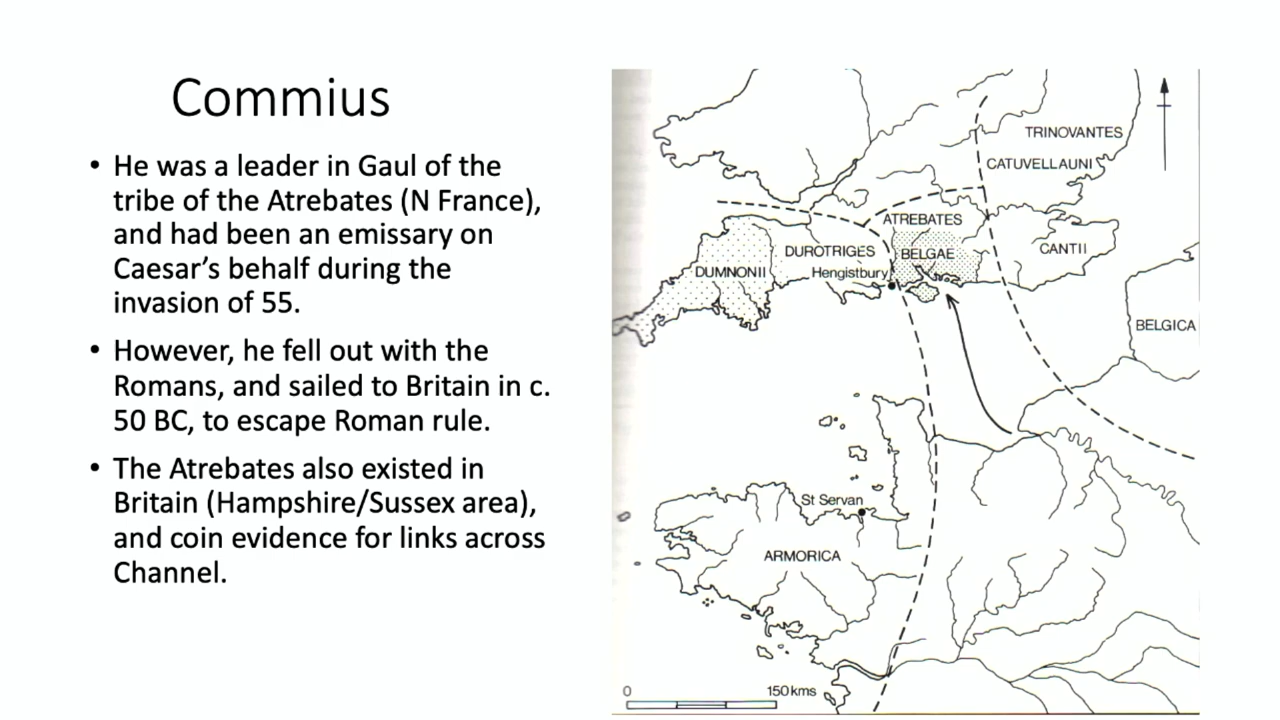 Commius
• He was a leader in Gaul of the
tribe of the Atrebates (N France),
and had been an emissary on
Caesar’s behalf during the
invasion of 55.
• However, he fell out with the
Romans, and sailed to Britain in c.
50 BC, to escape Roman rule.
• The Atrebates also existed in
Britain (Hampshire/Sussex area),
and coin evidence for links across
Channel.
TRINOVANTES
CATUVELLAUNI
ATREBATES
DUROTRIGES
BELGAE
CANTII
DUMNONII
Hengistbury
BELGICA
St Servan
ARMORICA
0 150 kms